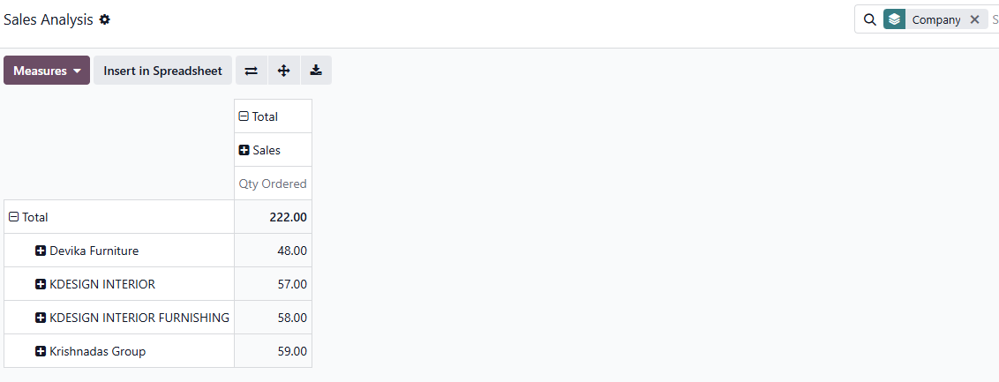 Sales Analysis
Company S
Measures Insert in Spreadsheet
Total
Sales
Qty Ordered
Total 222.00
Devika Furniture 48.00
KDESIGN INTERIOR 57.00
KDESIGN INTERIOR FURNISHING 58.00
Krishnadas Group 59.00